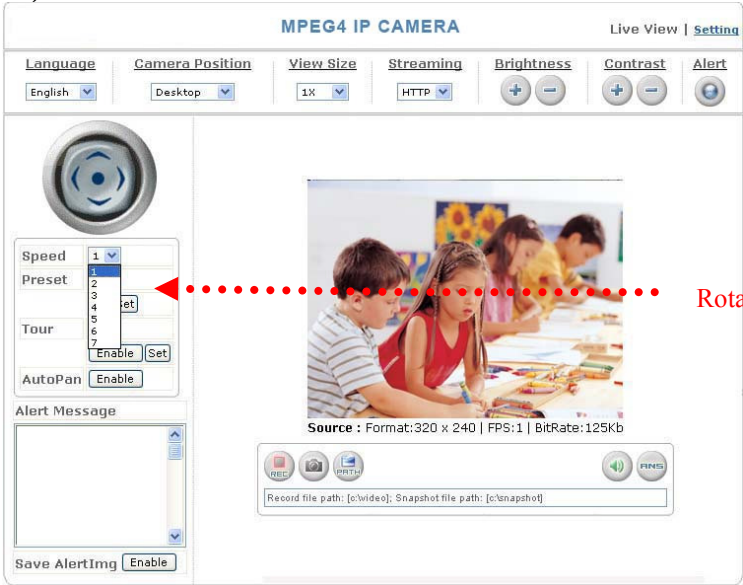 MPEG4 IP CAMERA
Live View | Setting
Language Camera Position View Size Streaming Brightness Contrast Alert
English Desktop 1X HTTP + − + −
Speed 1
1
2
3
4
5
6
7
Preset
Set
Tour
Enable Set
AutoPan Enable
Rota
Alert Message
Source : Format:320 x 240 | FPS:1 | BitRate:125Kb
REC PATH ANS
Record file path: [c:\video]; Snapshot file path: [c:\snapshot]
Save AlertImg Enable